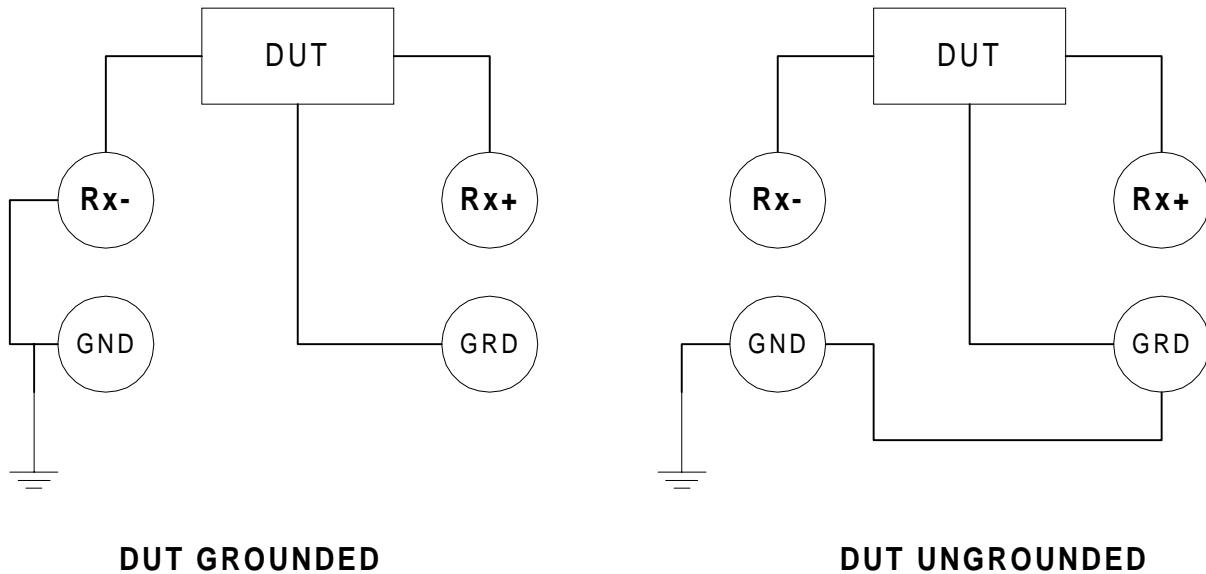 DUT
DUT
Rx-
Rx+
Rx-
Rx+
GND
GRD
GND
GRD
DUT GROUNDED
DUT UNGROUNDED